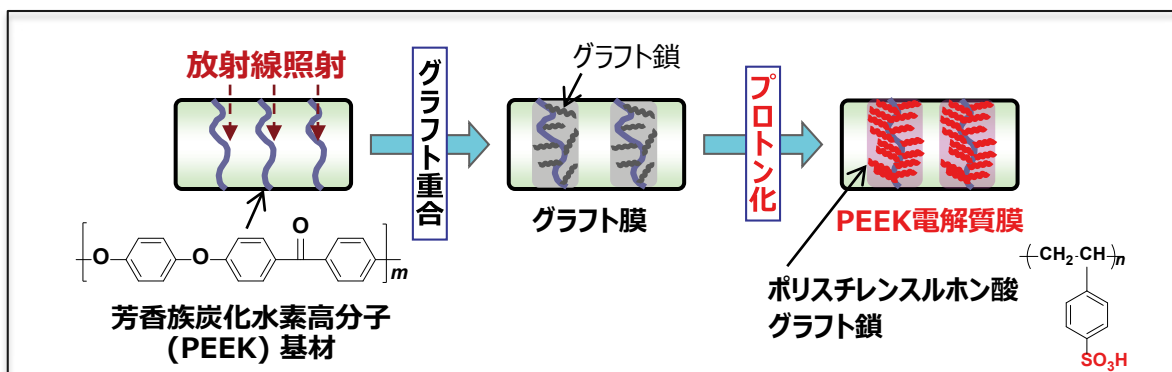 放射線照射
O
O
O
m
芳香族炭化水素高分子
(PEEK) 基材
グラフト重合
グラフト鎖
グラフト膜
プロトン化
PEEK電解質膜
ポリスチレンスルホン酸
グラフト鎖
(CH2-CH)n
SO3H